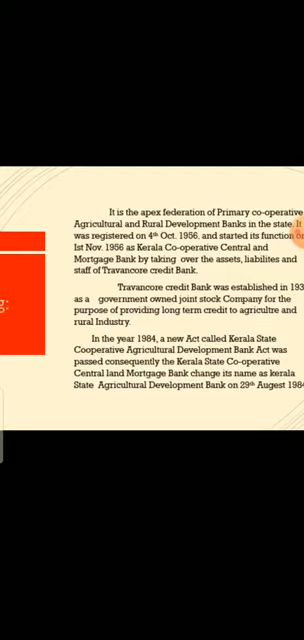 It is the apex federation of Primary co-operative
Agricultural and Rural Development Banks in the state. It
was registered on 4th Oct. 1956, and started its function on
Ist Nov. 1956 as Kerala Co-operative Central and
g:
Mortgage Bank by taking over the assets, liabilites and
staff of Travancore credit Bank.
Travancore credit Bank was established in 193
as a government owned joint stock Company for the
purpose of providing long term credit to agricultre and
rural Industry.
In the year 1984, a new Act called Kerala State
Cooperative Agricultural Development Bank Act was
passed consequently the Kerala State Co-operative
Central land Mortgage Bank change its name as kerala
State Agricultural Development Bank on 29th Augest 1984